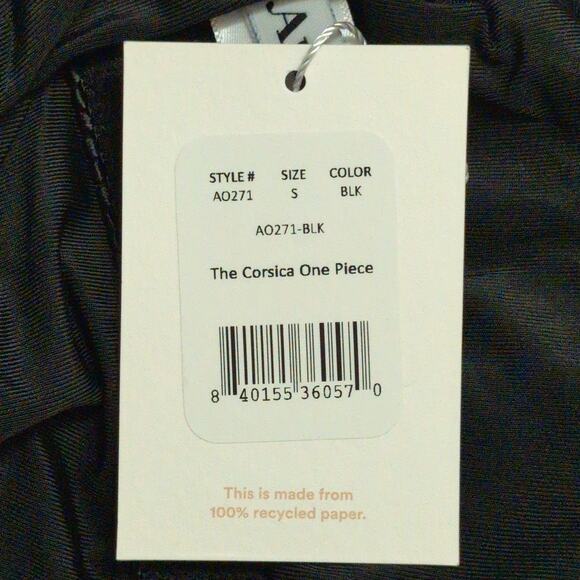 STYLE # SIZE COLOR
AO271 S BLK
AO271-BLK
The Corsica One Piece
8 40155 36057 0
This is made from
100% recycled paper.